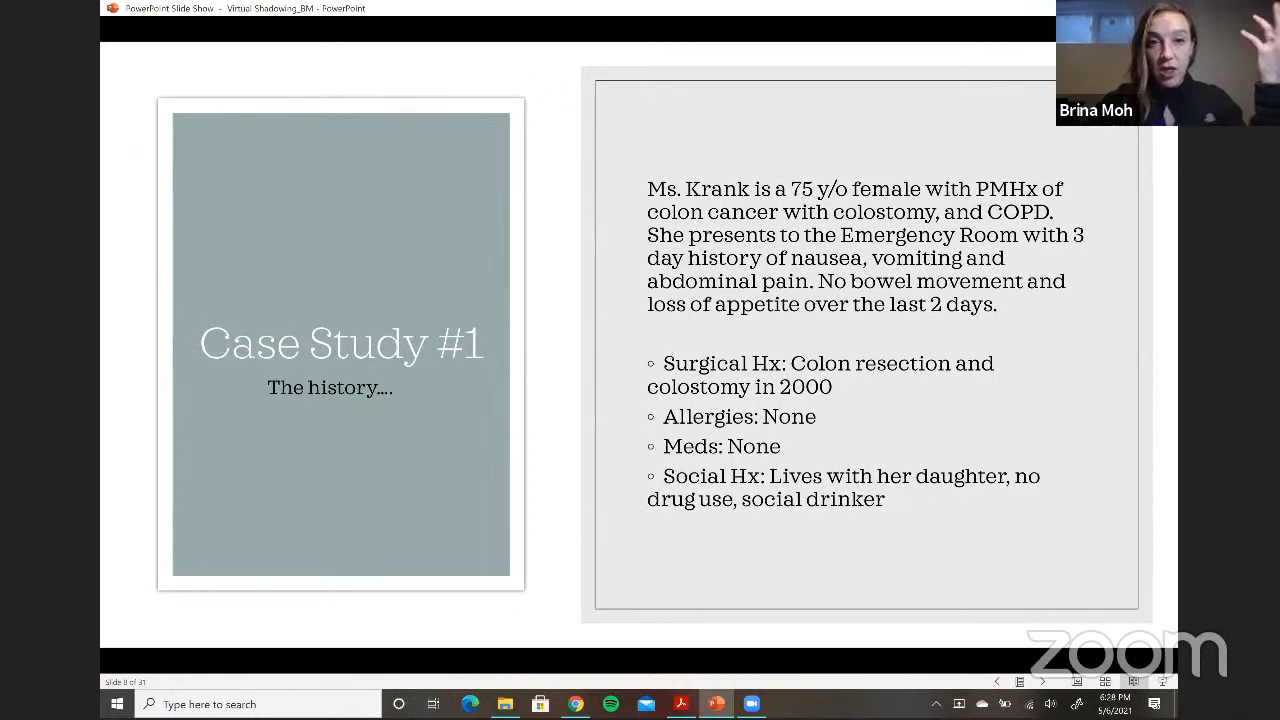 PowerPoint Slide Show - Virtual Shadowing_BM - PowerPoint
Brina Moh
Case Study #1
The history....
Ms. Krank is a 75 y/o female with PMHx of
colon cancer with colostomy, and COPD.
She presents to the Emergency Room with 3
day history of nausea, vomiting and
abdominal pain. No bowel movement and
loss of appetite over the last 2 days.
◦ Surgical Hx: Colon resection and
colostomy in 2000
◦ Allergies: None
◦ Meds: None
◦ Social Hx: Lives with her daughter, no
drug use, social drinker
zoom
Slide 8 of 31
Type here to search
6:28 PM
5/6/2021